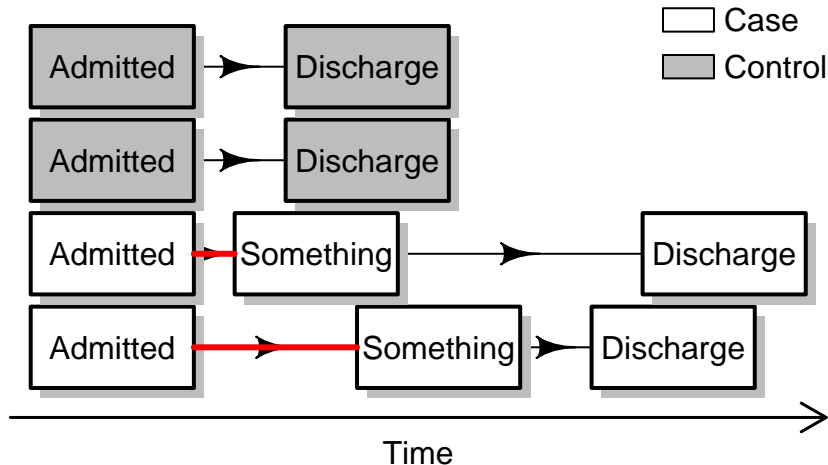 Case
Control
Admitted Discharge
Admitted Discharge
Admitted Something Discharge
Admitted Something Discharge
Time